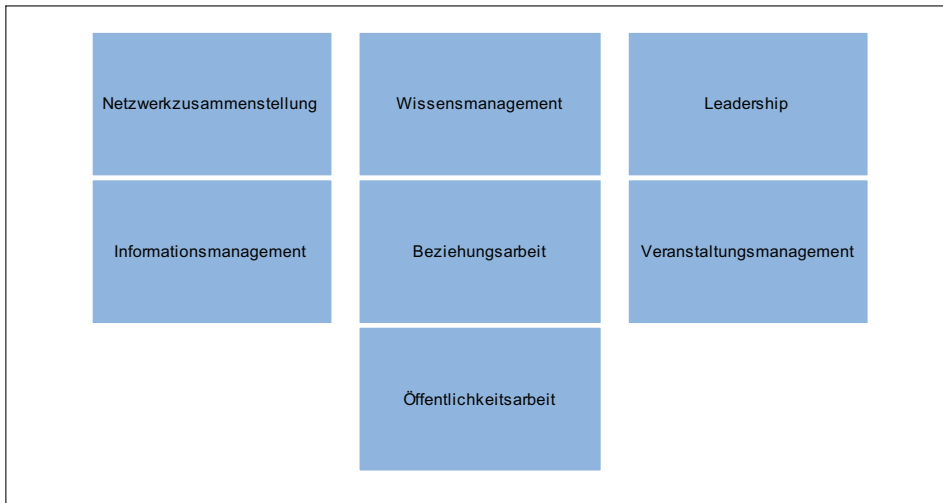 Netzwerkzusammenstellung
Wissensmanagement
Leadership
Informationsmanagement
Beziehungsarbeit
Veranstaltungsmanagement
Öffentlichkeitsarbeit